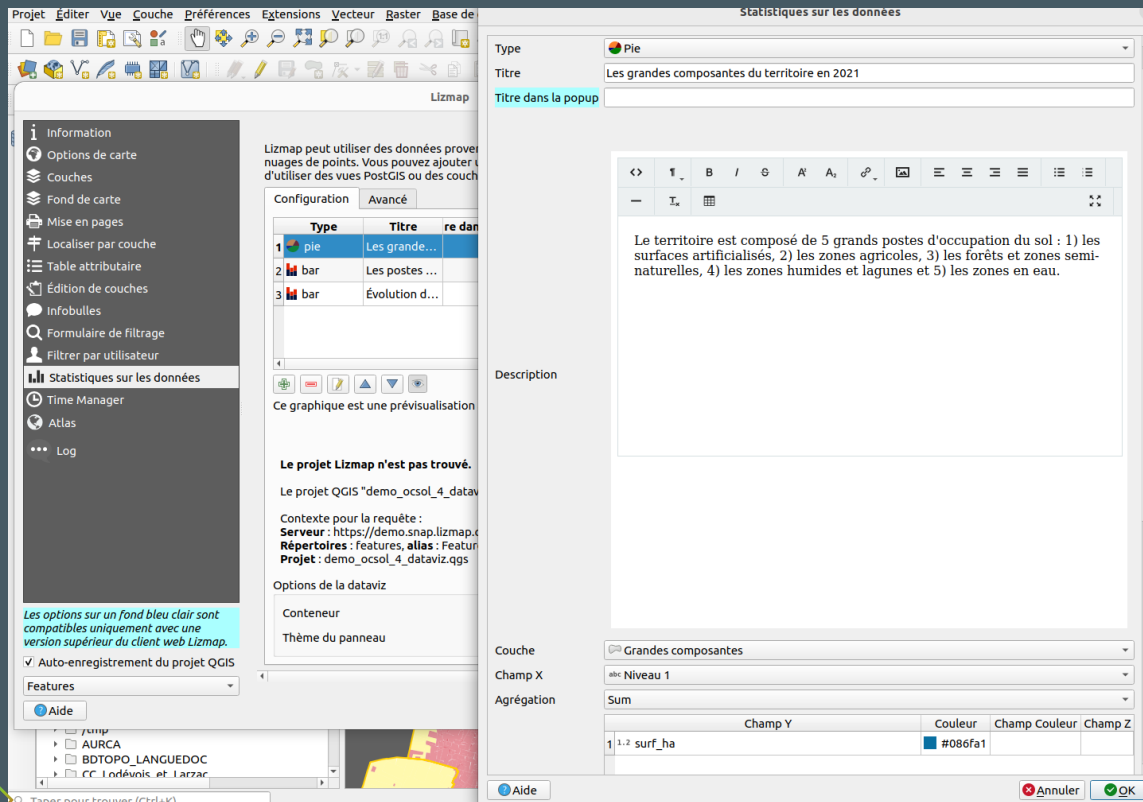 Projet Éditer Vue Couche Préférences Extensions Vecteur Raster Base de
Lizmap
Information
Options de carte
Couches
Fond de carte
Mise en pages
Localiser par couche
Table attributaire
Édition de couches
Infobulles
Formulaire de filtrage
Filtrer par utilisateur
Statistiques sur les données
Time Manager
Atlas
Log
Les options sur un fond bleu clair sont
compatibles uniquement avec une
version supérieur du client web Lizmap.
Auto-enregistrement du projet QGIS
Features
Aide
Lizmap peut utiliser des données prove
nuages de points. Vous pouvez ajouter
d'utiliser des vues PostGIS ou des couch
Configuration Avancé
Type Titre re dan
1 pie Les grande...
2 bar Les postes ...
3 bar Évolution d...
Ce graphique est une prévisualisation
Le projet Lizmap n'est pas trouvé.
Le projet QGIS "demo_ocsol_4_datav
Contexte pour la requête :
Serveur : https://demo.snap.lizmap.
Répertoires : features, alias : Featur
Projet : demo_ocsol_4_dataviz.qgs
Options de la dataviz
Conteneur
Thème du panneau
/tmp
AURCA
BDTOPO_LANGUEDOC
CC_Lodévois_et_Larzac
Taper pour trouver (Ctrl+K)
Statistiques sur les données
Type Pie
Titre Les grandes composantes du territoire en 2021
Titre dans la popup
Description
Le territoire est composé de 5 grands postes d'occupation du sol : 1) les
surfaces artificialisés, 2) les zones agricoles, 3) les forêts et zones semi-
naturelles, 4) les zones humides et lagunes et 5) les zones en eau.
Couche Grandes composantes
Champ X abc Niveau 1
Agrégation Sum
Champ Y Couleur Champ Couleur Champ Z
1 1.2 surf_ha #086fa1
Aide Annuler OK